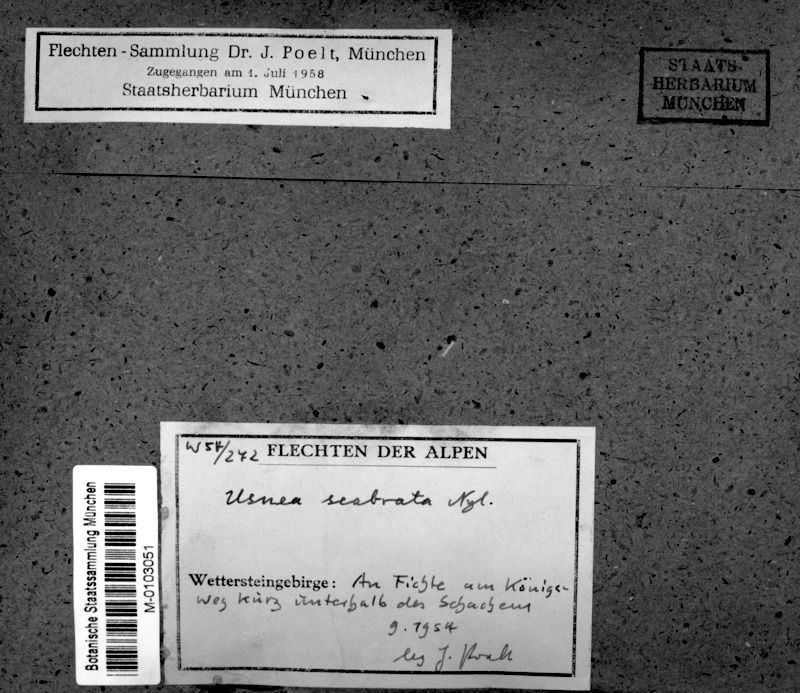 Flechten-Sammlung Dr. J. Poelt, München
Zugegangen am 1. Juli 1958
Staatsherbarium München
STAATS-
HERBARIUM
MÜNCHEN
W54/272 FLECHTEN DER ALPEN
Usnea scabrata Nyl.
Wettersteingebirge: An Fichte am Königs-
weg kurz unterhalb des Schachens
9. 1954
leg J. Poelt
Botanische Staatssammlung München
M-0103051